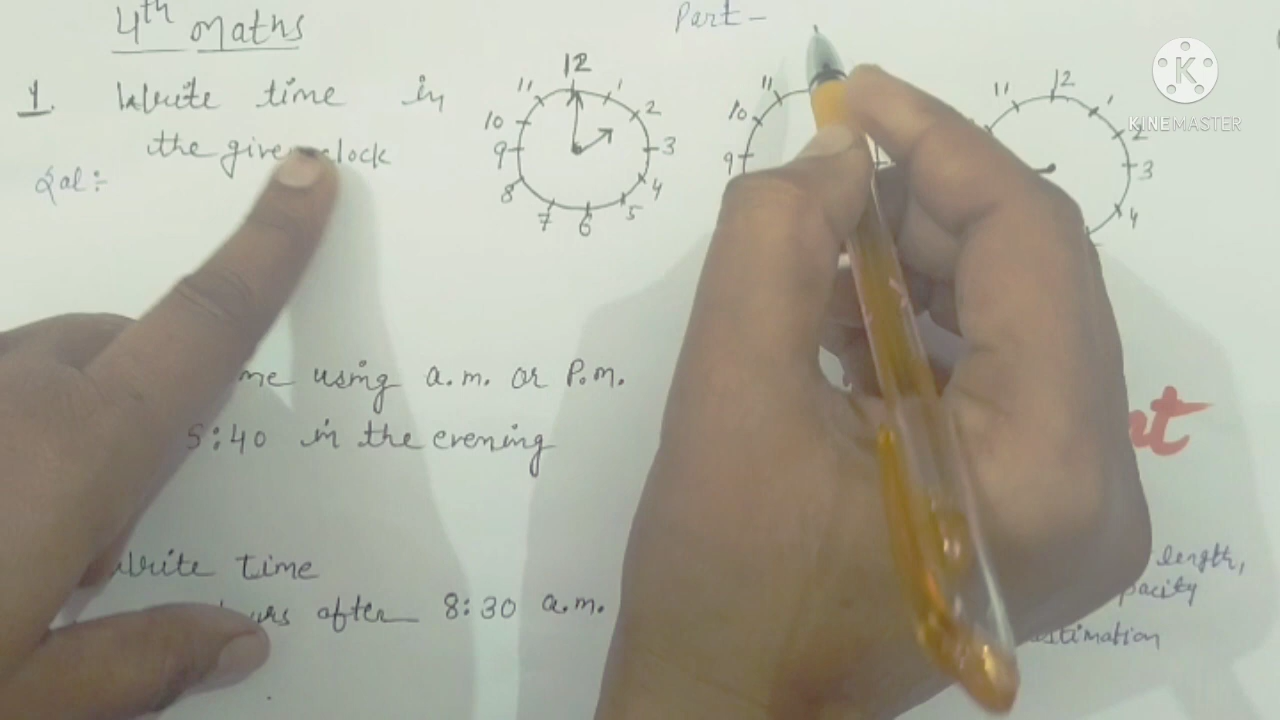 4th maths
Part-
1. Write time in
the given clock
Sol:-
12
11 1
10 2
9 3
8 4
7 5
6
11
10
9
12
11 1
2
3
4
KINEMASTER
me using a.m. or P.m.
5:40 in the evening
Write time
urs after 8:30 a.m.
length,
pacity
stimation